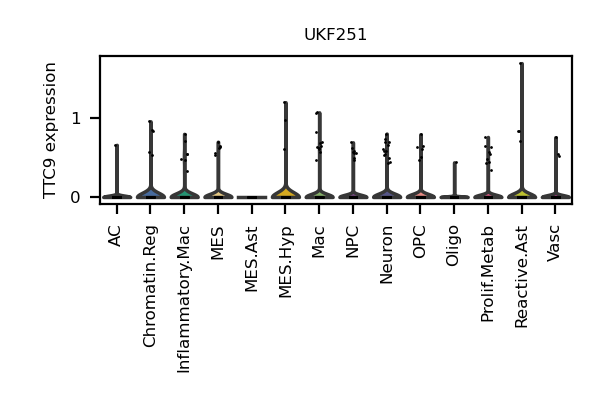 UKF251
TTC9 expression
1
0
AC
Chromatin.Reg
Inflammatory.Mac
MES
MES.Ast
MES.Hyp
Mac
NPC
Neuron
OPC
Oligo
Prolif.Metab
Reactive.Ast
Vasc